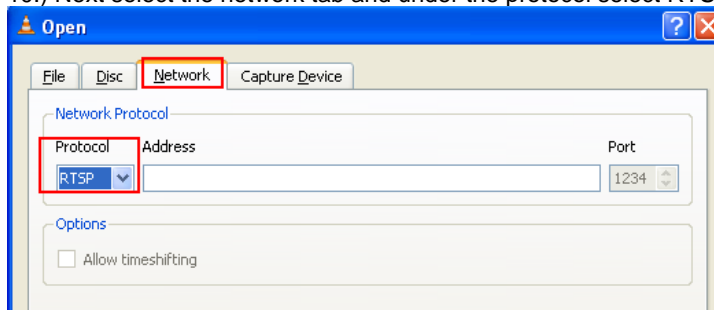 Next select the network tab and under the protocol select RTS
Open
File Disc Network Capture Device
Network Protocol
Protocol Address Port
RTSP 1234
Options
Allow timeshifting